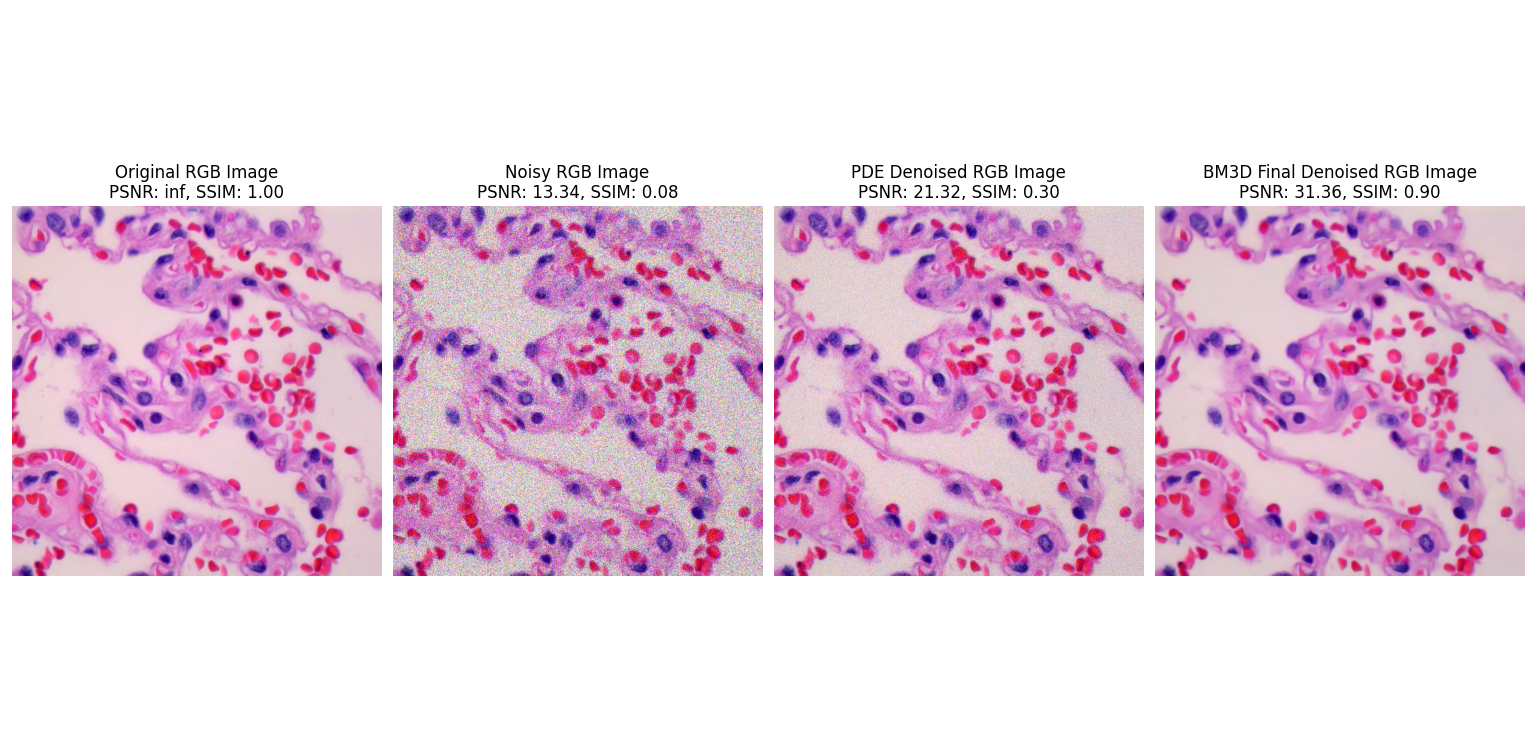 Original RGB Image
PSNR: inf, SSIM: 1.00
Noisy RGB Image
PSNR: 13.34, SSIM: 0.08
PDE Denoised RGB Image
PSNR: 21.32, SSIM: 0.30
BM3D Final Denoised RGB Image
PSNR: 31.36, SSIM: 0.90